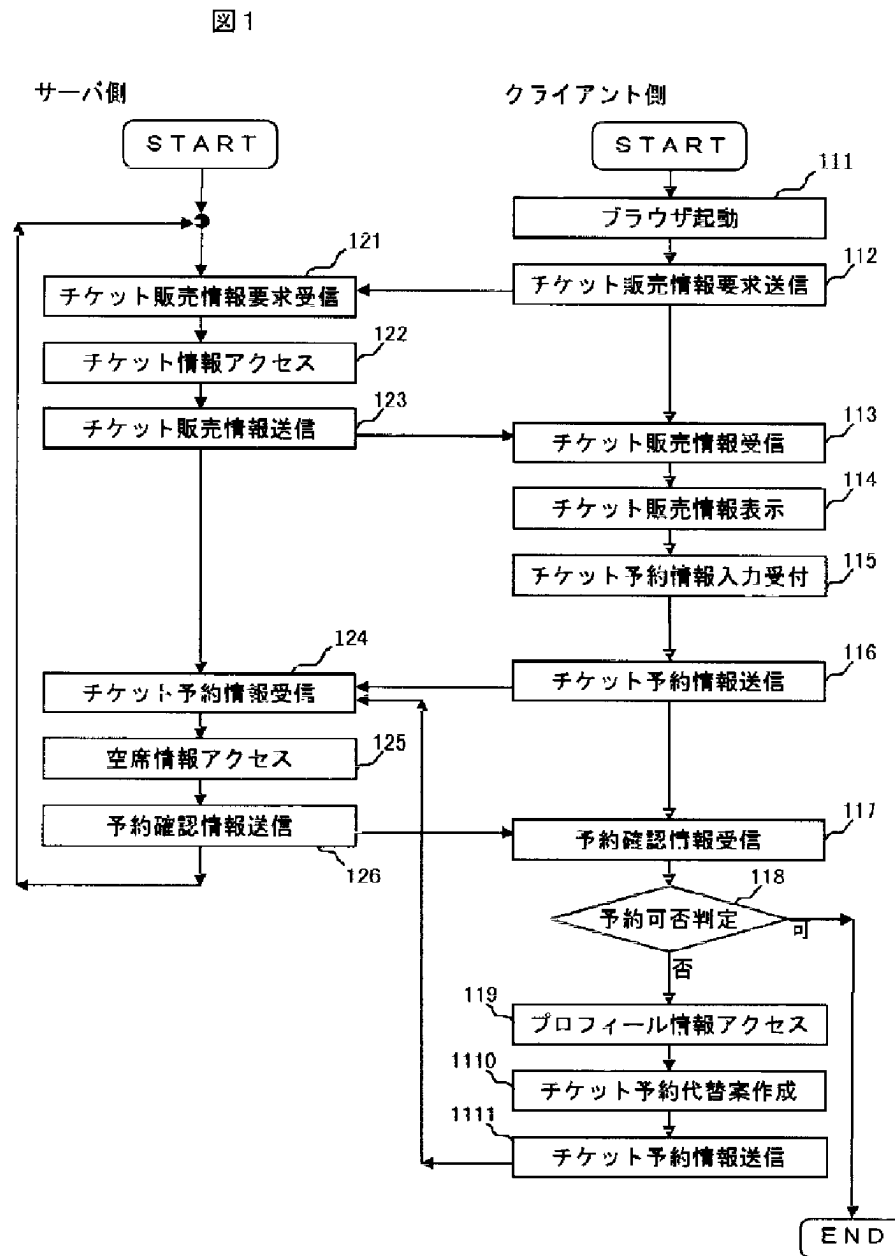 図1
サーバ側
START
121
チケット販売情報要求受信
122
チケット情報アクセス
123
チケット販売情報送信
124
チケット予約情報受信
125
空席情報アクセス
予約確認情報送信
126
クライアント側
START
111
ブラウザ起動
112
チケット販売情報要求送信
113
チケット販売情報受信
114
チケット販売情報表示
115
チケット予約情報入力受付
116
チケット予約情報送信
117
予約確認情報受信
118
予約可否判定
可
否
119
プロフィール情報アクセス
1110
チケット予約代替案作成
1111
チケット予約情報送信
END